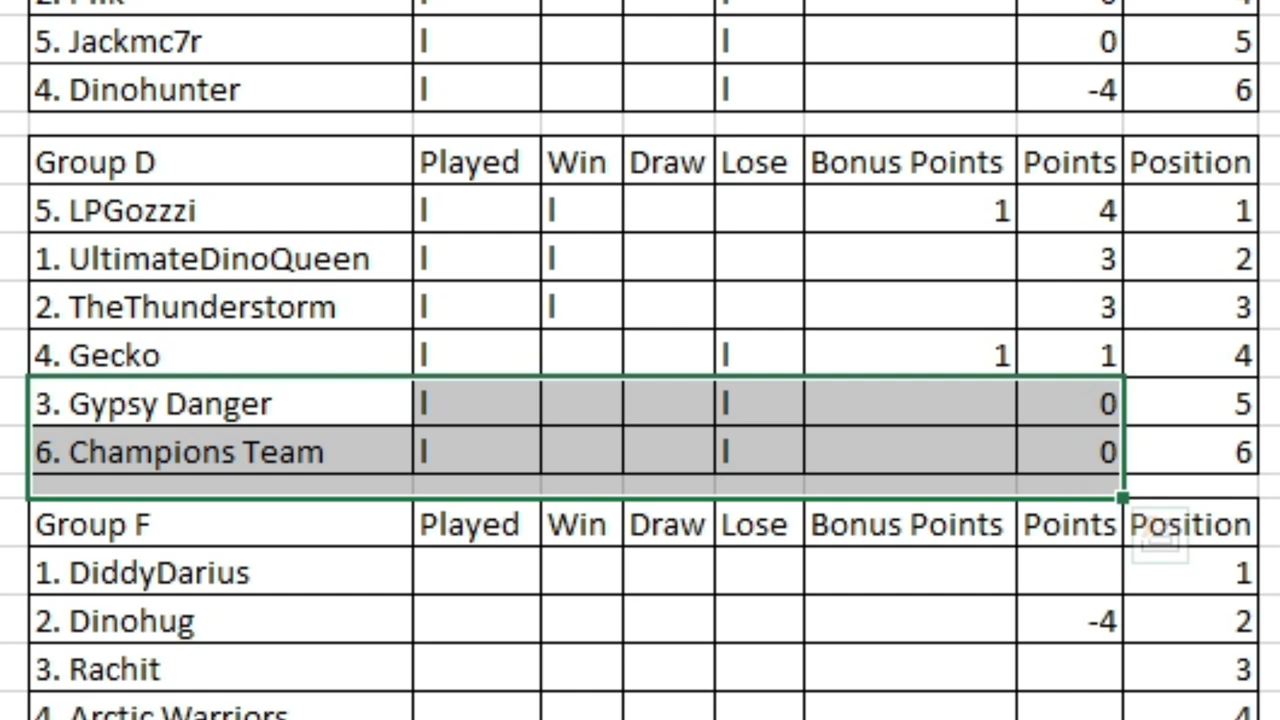 5. Jackmc7r l l 0 5
4. Dinohunter l l -4 6
Group D Played Win Draw Lose Bonus Points Points Position
5. LPGozzzi l l 1 4 1
1. UltimateDinoQueen l l 3 2
2. TheThunderstorm l l 3 3
4. Gecko l l 1 1 4
3. Gypsy Danger l l 0 5
6. Champions Team l l 0 6
Group F Played Win Draw Lose Bonus Points Points Position
1. DiddyDarius 1
2. Dinohug -4 2
3. Rachit 3
4. Arctic Warriors 4